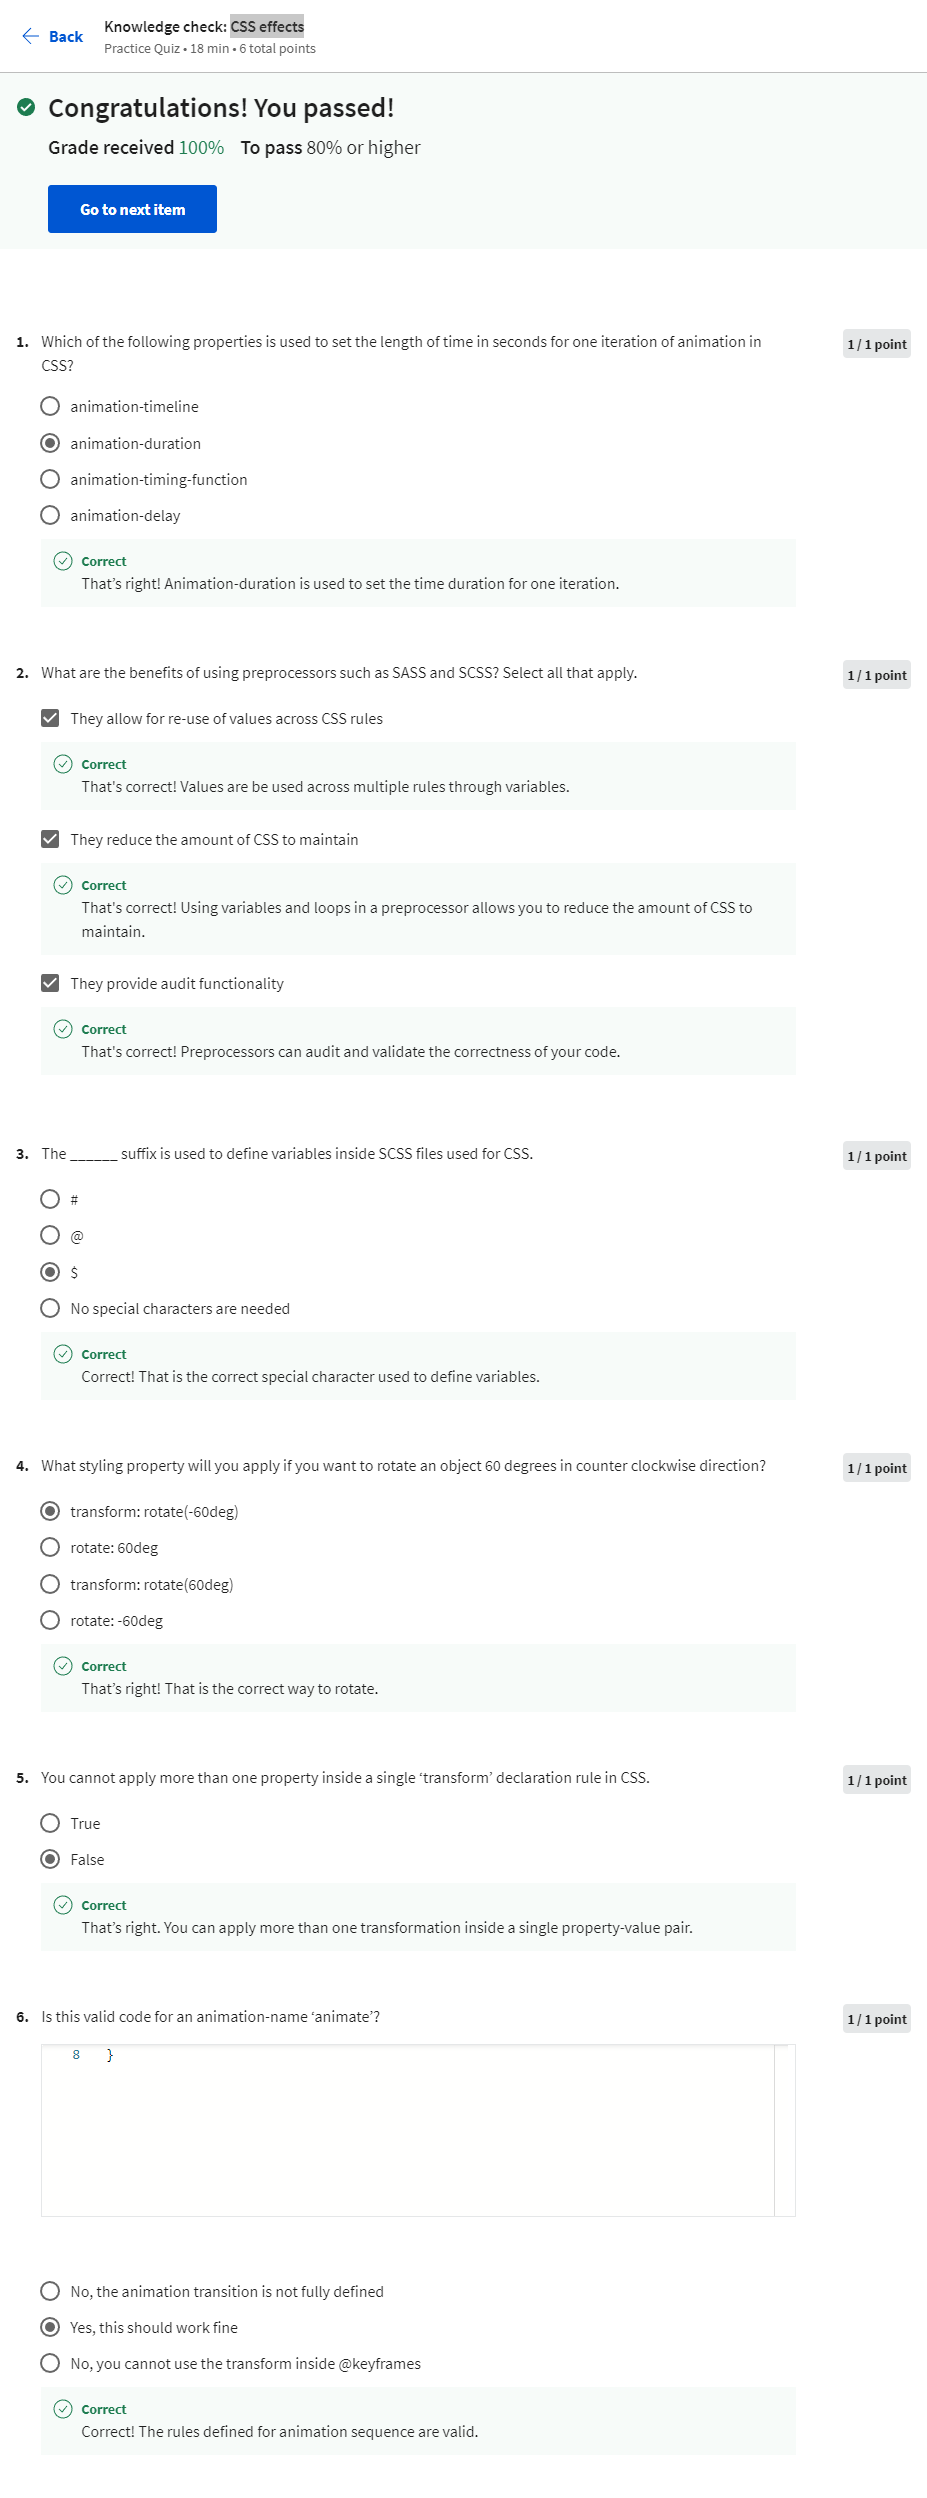 Back
Knowledge check: CSS effects
Practice Quiz • 18 min • 6 total points
Congratulations! You passed!
Grade received 100% To pass 80% or higher
Go to next item
1. Which of the following properties is used to set the length of time in seconds for one iteration of animation in
CSS?
1 / 1 point
animation-timeline
animation-duration
animation-timing-function
animation-delay
Correct
That’s right! Animation-duration is used to set the time duration for one iteration.
2. What are the benefits of using preprocessors such as SASS and SCSS? Select all that apply.
1 / 1 point
They allow for re-use of values across CSS rules
Correct
That's correct! Values are be used across multiple rules through variables.
They reduce the amount of CSS to maintain
Correct
That's correct! Using variables and loops in a preprocessor allows you to reduce the amount of CSS to
maintain.
They provide audit functionality
Correct
That's correct! Preprocessors can audit and validate the correctness of your code.
3. The ______ suffix is used to define variables inside SCSS files used for CSS.
1 / 1 point
#
@
$
No special characters are needed
Correct
Correct! That is the correct special character used to define variables.
4. What styling property will you apply if you want to rotate an object 60 degrees in counter clockwise direction?
1 / 1 point
transform: rotate(-60deg)
rotate: 60deg
transform: rotate(60deg)
rotate: -60deg
Correct
That’s right! That is the correct way to rotate.
5. You cannot apply more than one property inside a single ‘transform’ declaration rule in CSS.
1 / 1 point
True
False
Correct
That’s right. You can apply more than one transformation inside a single property-value pair.
6. Is this valid code for an animation-name ‘animate’?
1 / 1 point
8 }
No, the animation transition is not fully defined
Yes, this should work fine
No, you cannot use the transform inside @keyframes
Correct
Correct! The rules defined for animation sequence are valid.